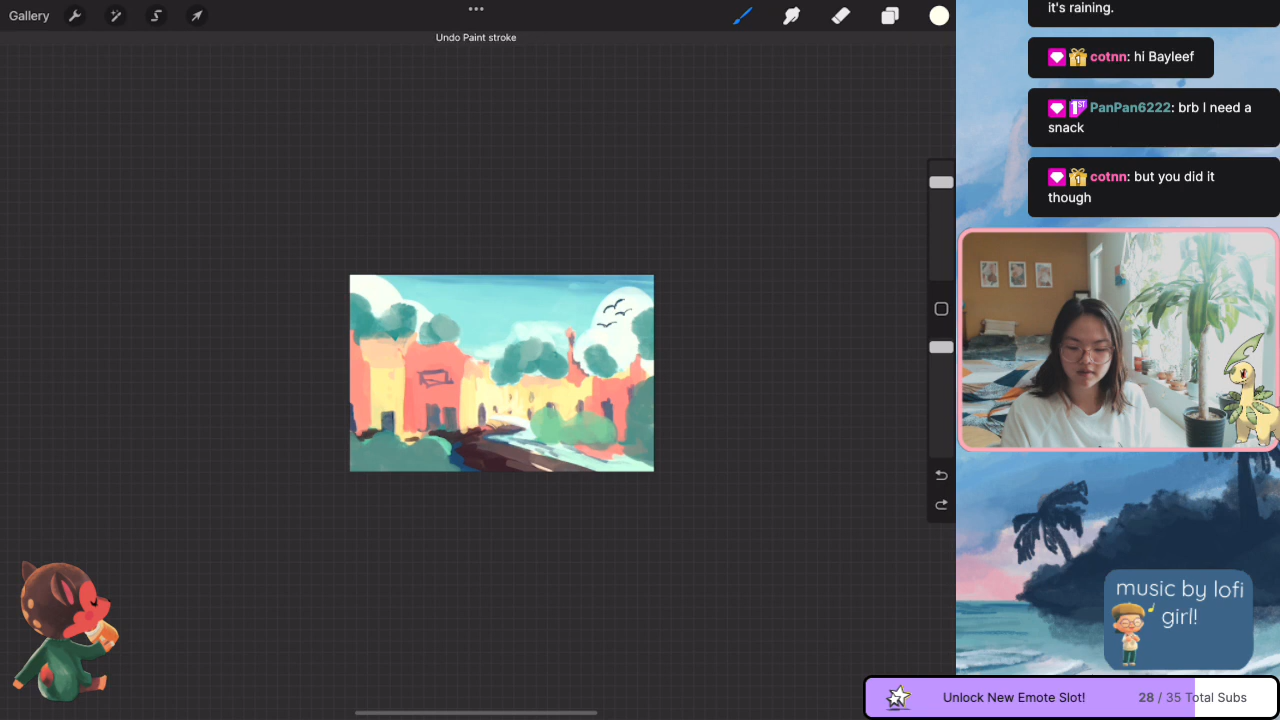 Gallery
Undo Paint stroke
it's raining.
cotnn: hi Bayleef
PanPan6222: brb I need a
snack
cotnn: but you did it
though
music by lofi
girl!
Unlock New Emote Slot! 28 / 35 Total Subs